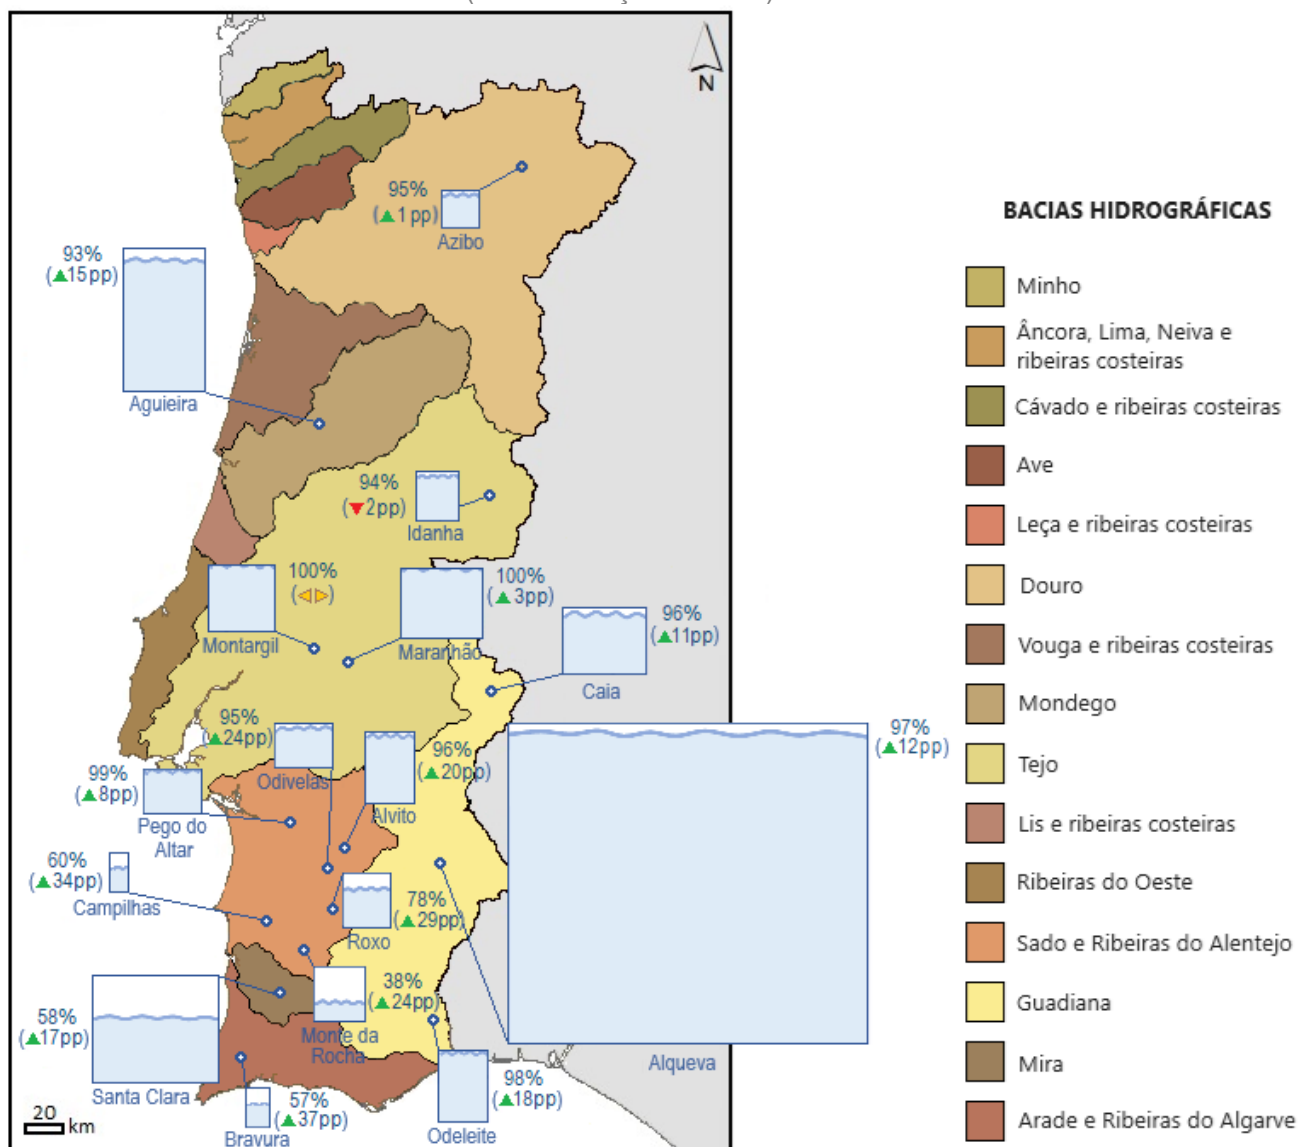 N
95%
(▲1 pp)
Azibo
93%
(▲15pp)
Aguieira
94%
(▼2pp)
Idanha
100%
(◀▶)
Montargil
100%
(▲3pp)
Maranhão
96%
(▲11pp)
Caia
95%
(▲24pp)
Odivelas
96%
(▲20pp)
Alvito
97%
(▲12pp)
Alqueva
99%
(▲8pp)
Pego do
Altar
60%
(▲34pp)
Campilhas
78%
(▲29pp)
Roxo
38%
(▲24pp)
Monte da
Rocha
58%
(▲17pp)
Santa Clara
57%
(▲37pp)
Bravura
98%
(▲18pp)
Odeleite
20
km
BACIAS HIDROGRÁFICAS
Minho
Âncora, Lima, Neiva e
ribeiras costeiras
Cávado e ribeiras costeiras
Ave
Leça e ribeiras costeiras
Douro
Vouga e ribeiras costeiras
Mondego
Tejo
Lis e ribeiras costeiras
Ribeiras do Oeste
Sado e Ribeiras do Alentejo
Guadiana
Mira
Arade e Ribeiras do Algarve